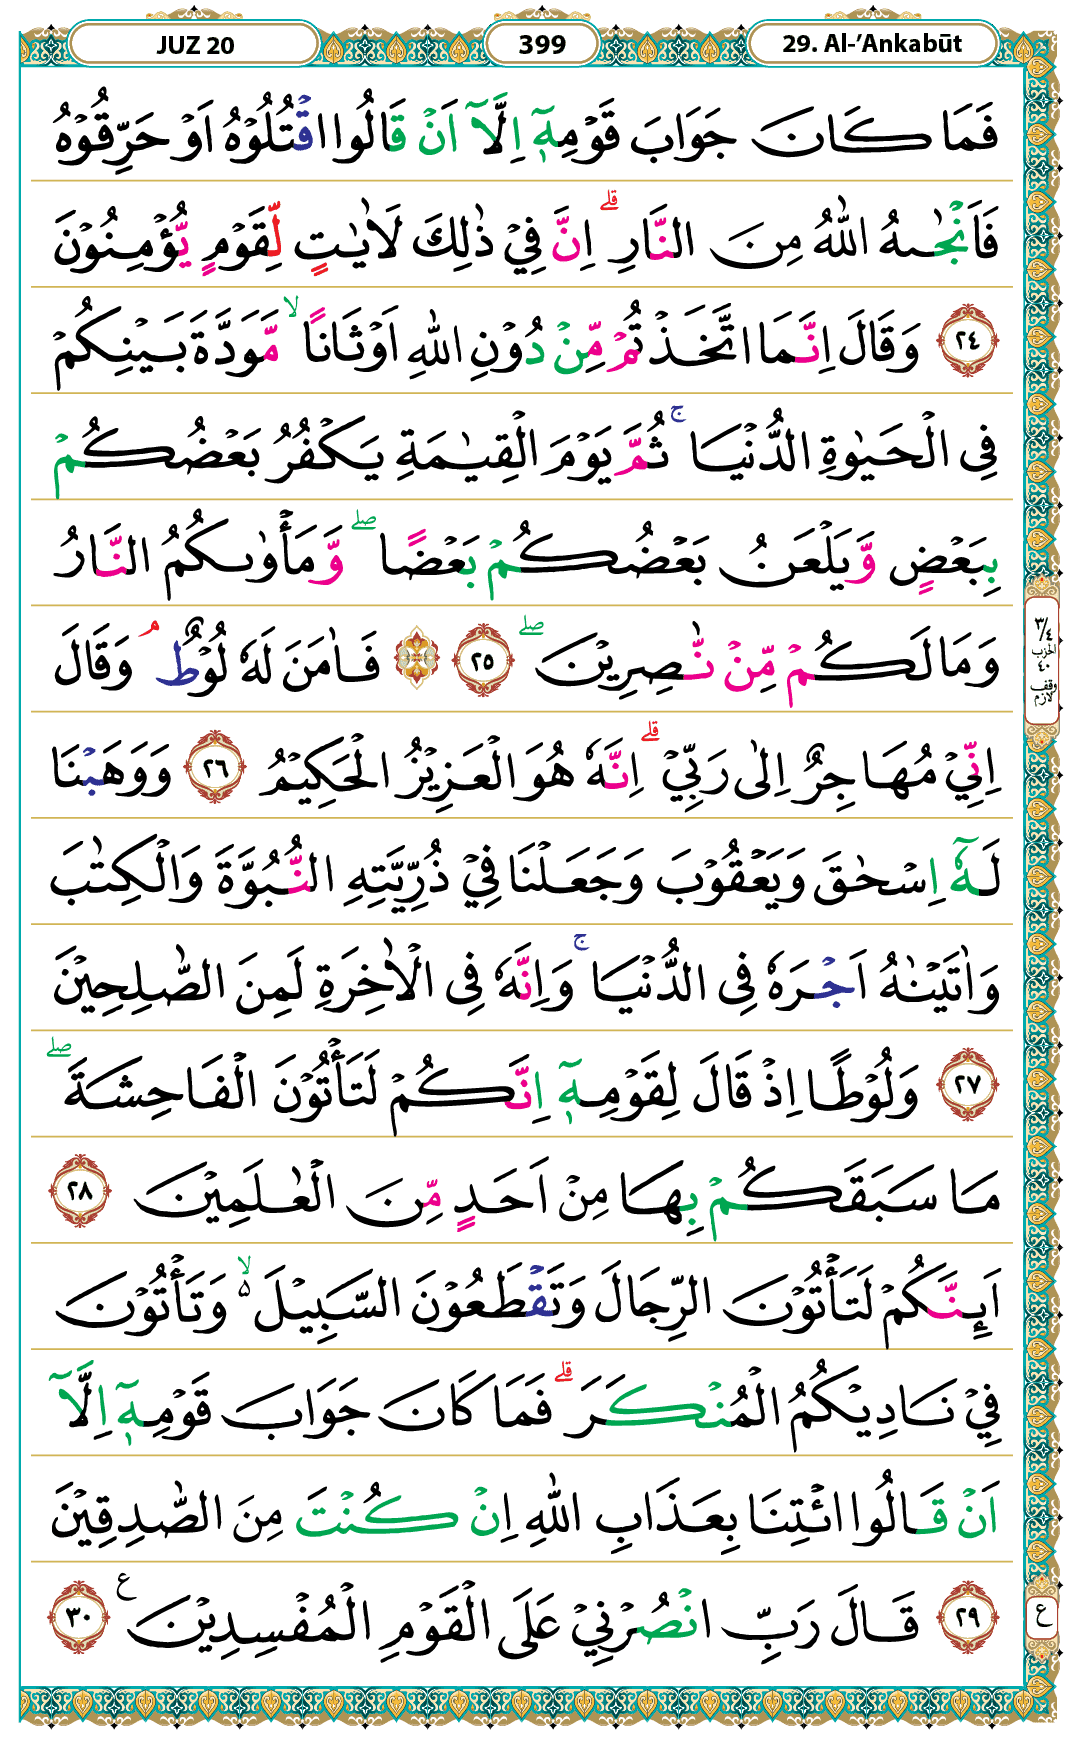 JUZ 20
399
29. Al-’Ankabūt
فَمَا كَانَ جَوَابَ قَوْمِهٖٓ اِلَّآ اَنْ قَالُوا اقْتُلُوْهُ اَوْ حَرِّقُوْهُ
فَاَنْجٰىهُ اللّٰهُ مِنَ النَّارِۗ اِنَّ فِيْ ذٰلِكَ لَاٰيٰتٍ لِّقَوْمٍ يُّؤْمِنُوْنَ
٢٤ وَقَالَ اِنَّمَا اتَّخَذْتُمْ مِّنْ دُوْنِ اللّٰهِ اَوْثَانًاۙ مَّوَدَّةَ بَيْنِكُمْ
فِى الْحَيٰوةِ الدُّنْيَاۚ ثُمَّ يَوْمَ الْقِيٰمَةِ يَكْفُرُ بَعْضُكُمْ
بِبَعْضٍ وَّيَلْعَنُ بَعْضُكُمْ بَعْضًاۖ وَّمَأْوٰىكُمُ النَّارُ
وَمَا لَكُمْ مِّنْ نّٰصِرِيْنَۖ ٢٥ ۞ فَاٰمَنَ لَهٗ لُوْطٌۘ وَقَالَ
٣/٤
الحزب
٤٠
وقف
لازم
اِنِّيْ مُهَاجِرٌ اِلٰى رَبِّيْۗ اِنَّهٗ هُوَ الْعَزِيْزُ الْحَكِيْمُ ٢٦ وَوَهَبْنَا
لَهٗٓ اِسْحٰقَ وَيَعْقُوْبَ وَجَعَلْنَا فِيْ ذُرِّيَّتِهِ النُّبُوَّةَ وَالْكِتٰبَ
وَاٰتَيْنٰهُ اَجْرَهٗ فِى الدُّنْيَاۚ وَاِنَّهٗ فِى الْاٰخِرَةِ لَمِنَ الصّٰلِحِيْنَ
٢٧ وَلُوْطًا اِذْ قَالَ لِقَوْمِهٖٓ اِنَّكُمْ لَتَأْتُوْنَ الْفَاحِشَةَۖ
مَا سَبَقَكُمْ بِهَا مِنْ اَحَدٍ مِّنَ الْعٰلَمِيْنَ ٢٨
اَىِٕنَّكُمْ لَتَأْتُوْنَ الرِّجَالَ وَتَقْطَعُوْنَ السَّبِيْلَ ەۙ وَتَأْتُوْنَ
فِيْ نَادِيْكُمُ الْمُنْكَرَۗ فَمَا كَانَ جَوَابَ قَوْمِهٖٓ اِلَّآ
اَنْ قَالُوا ائْتِنَا بِعَذَابِ اللّٰهِ اِنْ كُنْتَ مِنَ الصّٰدِقِيْنَ
٢٩ قَالَ رَبِّ انْصُرْنِيْ عَلَى الْقَوْمِ الْمُفْسِدِيْنَ ࣖ ٣٠
ع